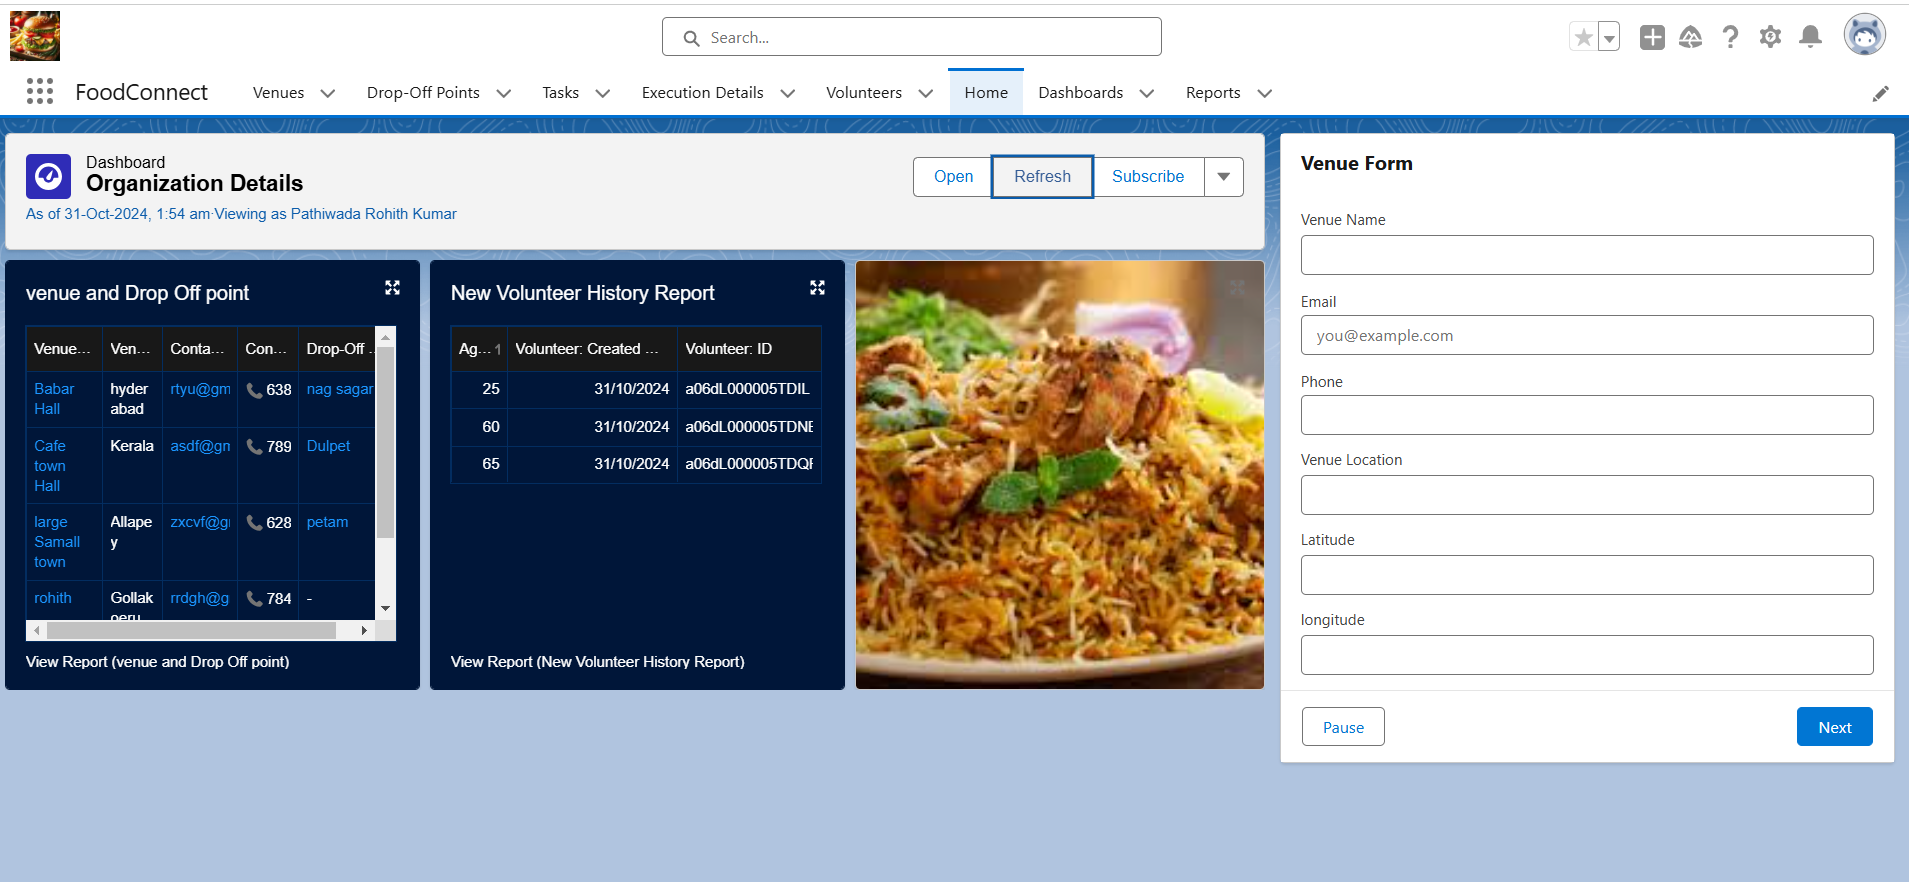 Search...
FoodConnect
Venues
Drop-Off Points
Tasks
Execution Details
Volunteers
Home
Dashboards
Reports
Dashboard
Organization Details
As of 31-Oct-2024, 1:54 am·Viewing as Pathiwada Rohith Kumar
Open
Refresh
Subscribe
venue and Drop Off point
Venue... Ven... Conta... Con... Drop-Off ...
Babar Hall hyderabad rtyu@gm 638 nag sagar
Cafe town Hall Kerala asdf@gm 789 Dulpet
large Samall town Allapey zxcvf@g 628 petam
rohith Gollak rrdgh@g 784 -
View Report (venue and Drop Off point)
New Volunteer History Report
Ag... 1 Volunteer: Created ... Volunteer: ID
25 31/10/2024 a06dL000005TDIL
60 31/10/2024 a06dL000005TDNE
65 31/10/2024 a06dL000005TDQF
View Report (New Volunteer History Report)
Venue Form
Venue Name
Email
you@example.com
Phone
Venue Location
Latitude
longitude
Pause
Next